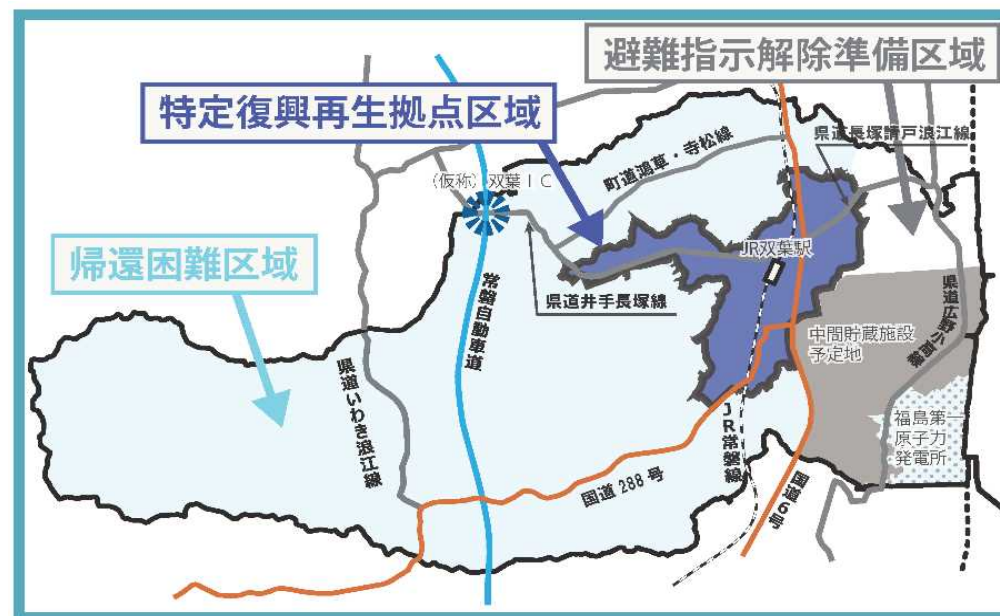 避難指示解除準備区域
特定復興再生拠点区域
県道長塚請戸浪江線
町道鴻草・寺松線
（仮称）双葉ＩＣ
帰還困難区域
JR双葉駅
県道井手長塚線
常磐自動車道
県道広野小高線
中間貯蔵施設
予定地
県道いわき浪江線
JR常磐線
福島第一
原子力
発電所
国道288号
国道6号